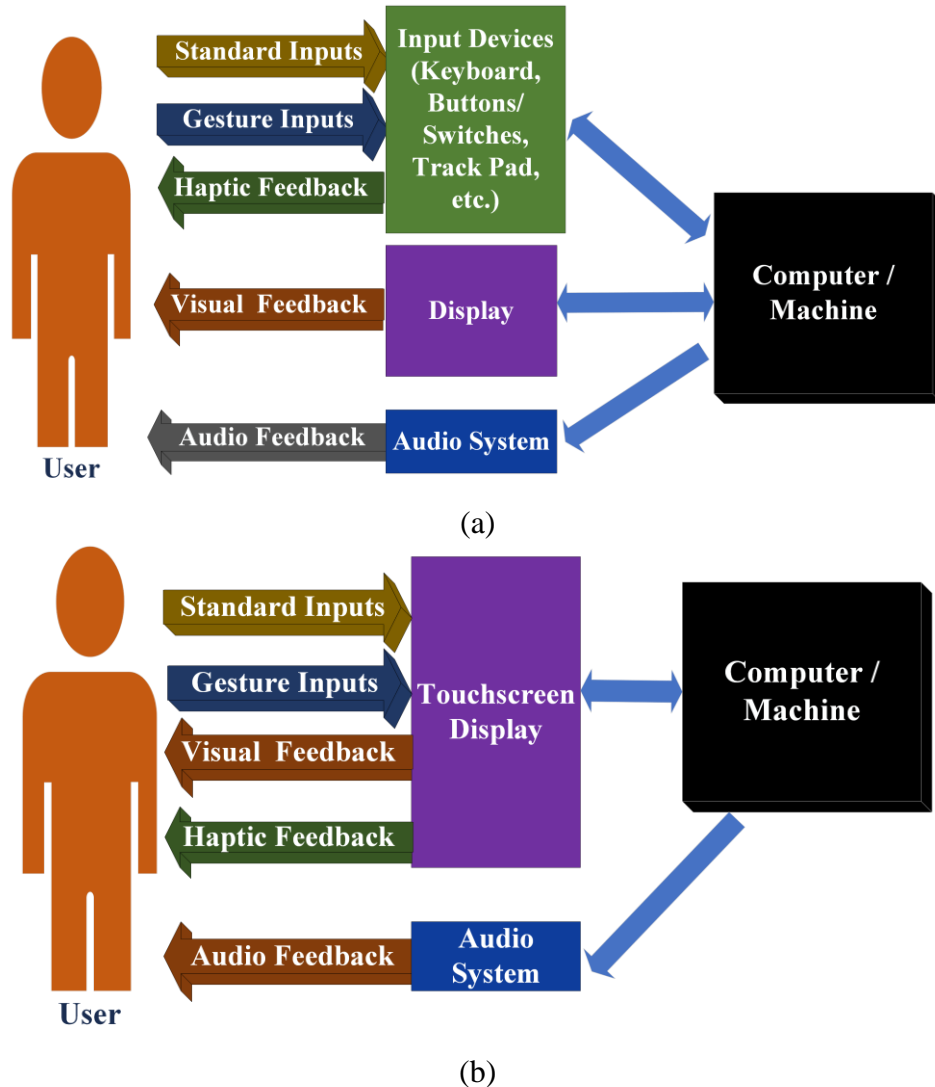 Standard Inputs
Gesture Inputs
Haptic Feedback
Input Devices
(Keyboard,
Buttons/
Switches,
Track Pad,
etc.)
Visual  Feedback
Display
Computer /
Machine
Audio Feedback
Audio System
User
(a)
Standard Inputs
Gesture Inputs
Visual  Feedback
Haptic Feedback
Touchscreen
Display
Computer /
Machine
Audio Feedback
Audio
System
User
(b)